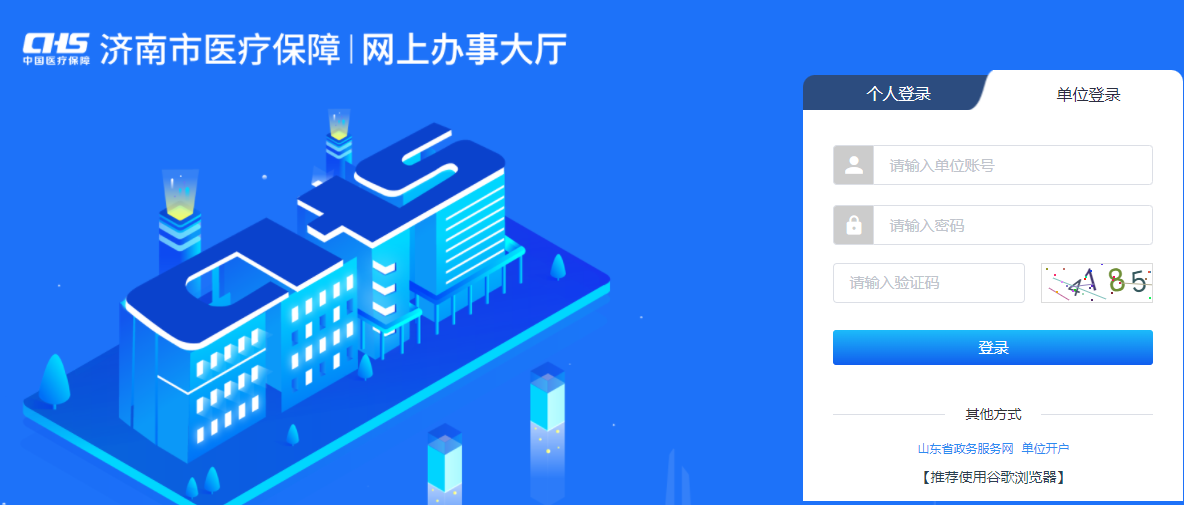 CHS
中国医疗保障
济南市医疗保障|网上办事大厅
个人登录
单位登录
请输入单位账号
请输入密码
请输入验证码
4A85
登录
其他方式
山东省政务服务网 单位开户
【推荐使用谷歌浏览器】